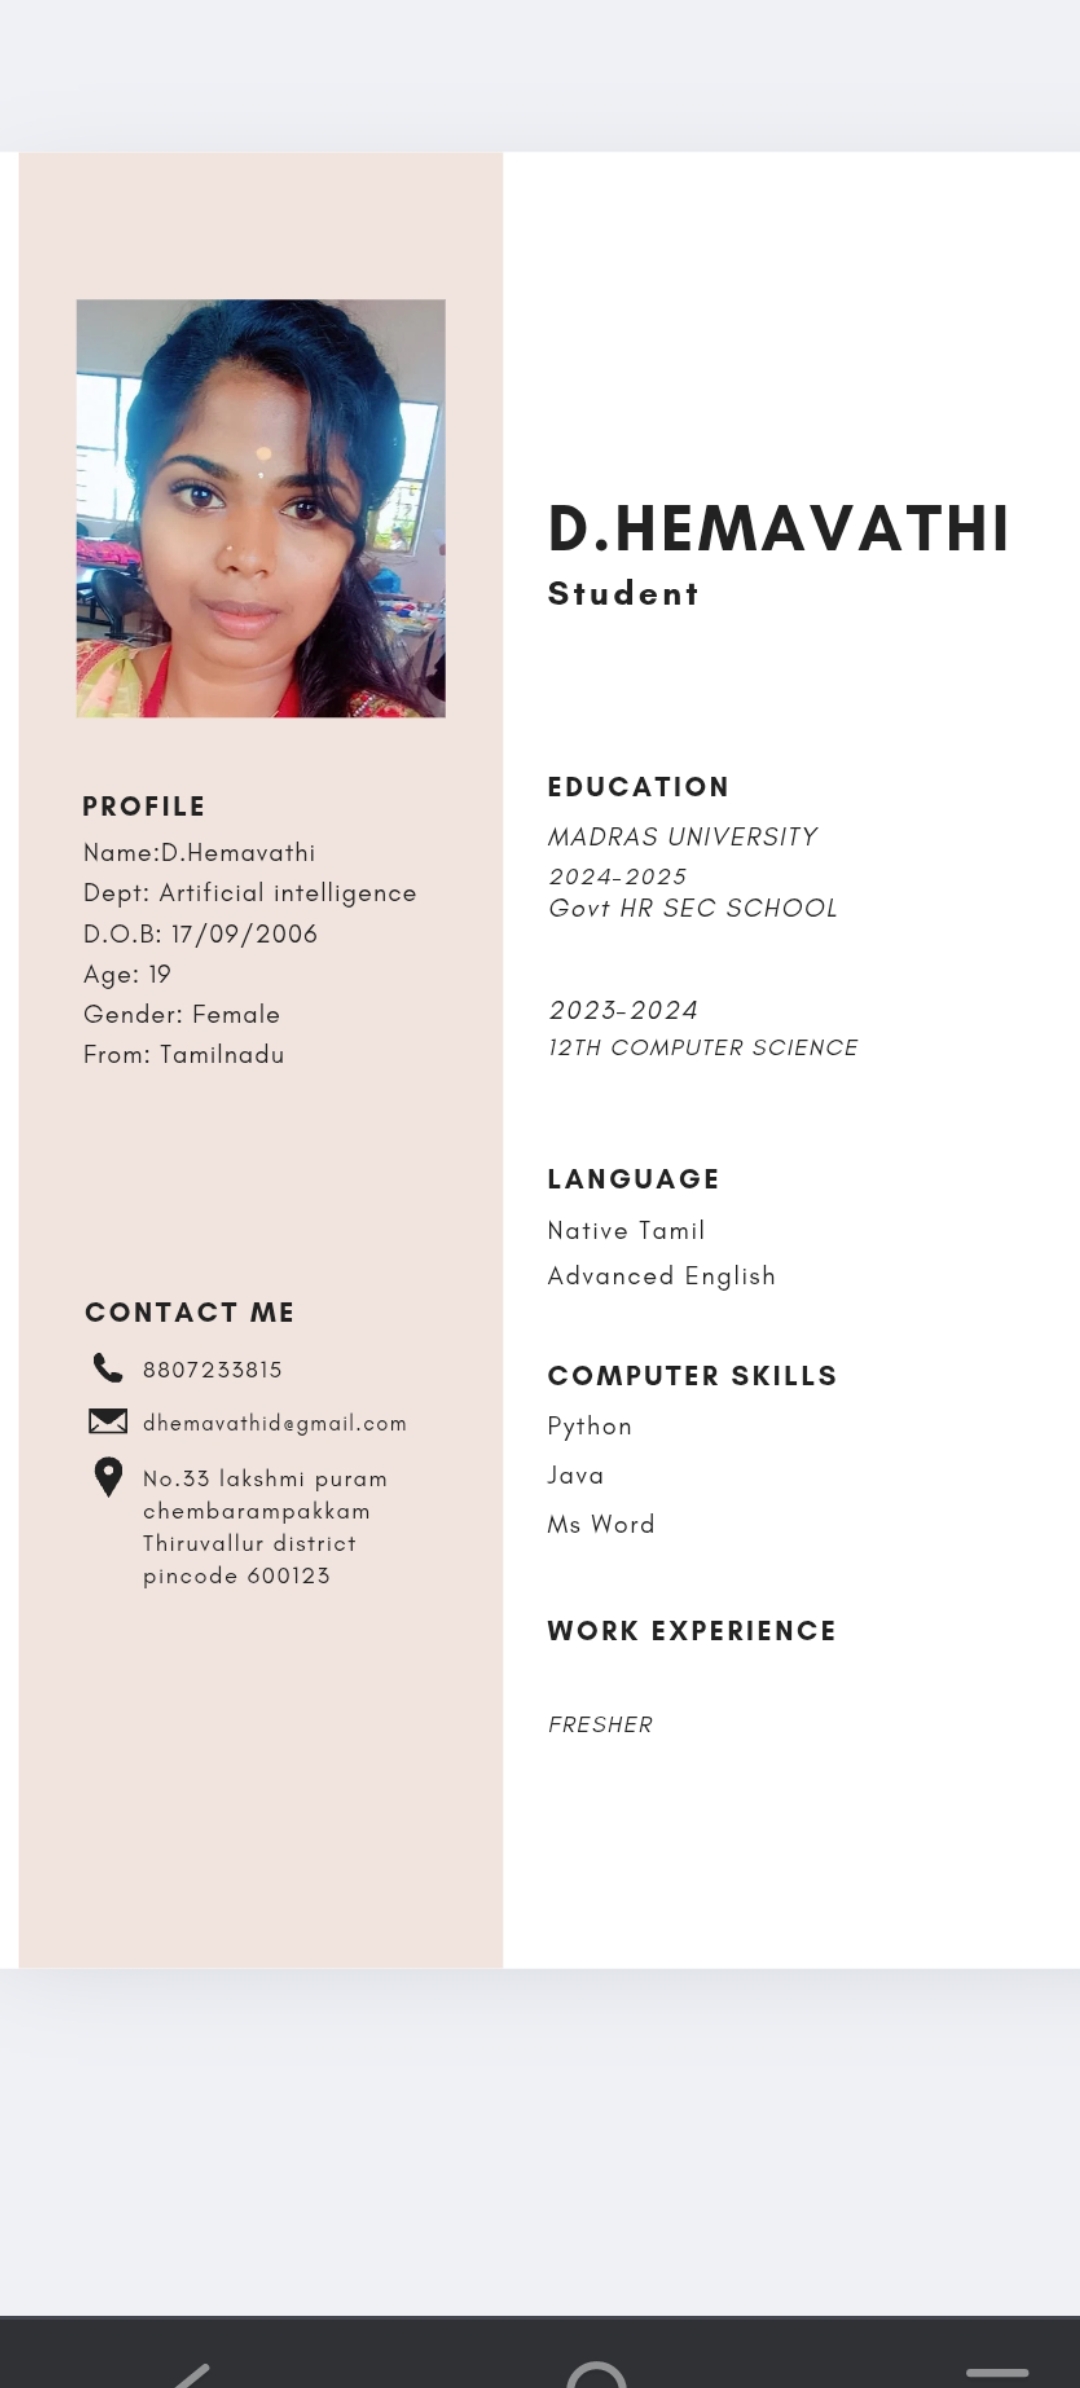 D.HEMAVATHI
Student
PROFILE
Name:D.Hemavathi
Dept: Artificial intelligence
D.O.B: 17/09/2006
Age: 19
Gender: Female
From: Tamilnadu
CONTACT ME
8807233815
dhemavathid@gmail.com
No.33 lakshmi puram
chembarampakkam
Thiruvallur district
pincode 600123
EDUCATION
MADRAS UNIVERSITY
2024-2025
Govt HR SEC SCHOOL
2023-2024
12TH COMPUTER SCIENCE
LANGUAGE
Native Tamil
Advanced English
COMPUTER SKILLS
Python
Java
Ms Word
WORK EXPERIENCE
FRESHER